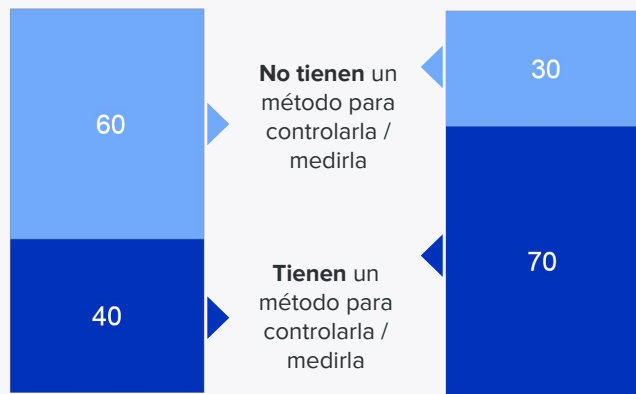 60
No tienen un
método para
controlarla /
medirla
30
40
Tienen un
método para
controlarla /
medirla
70